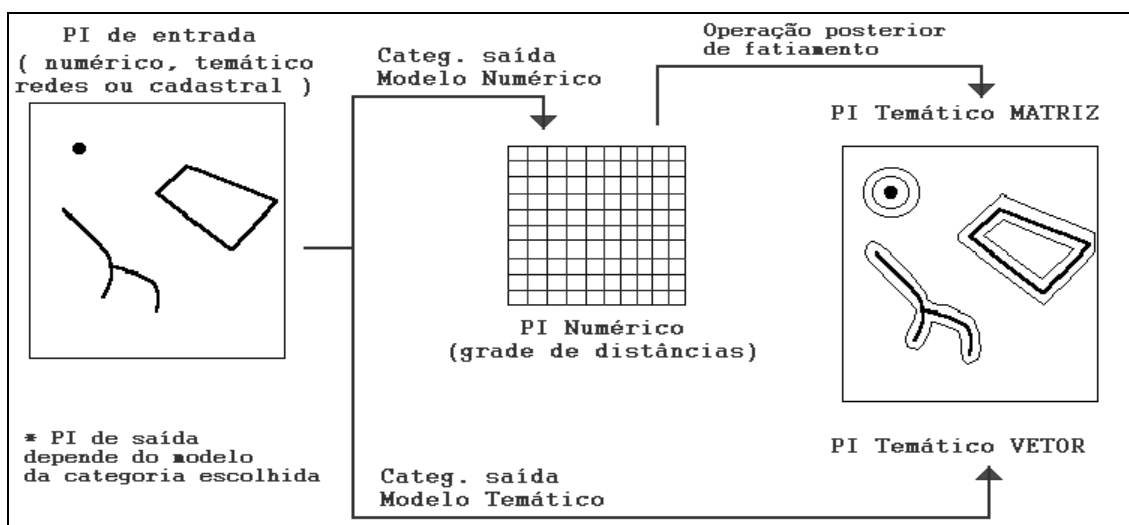 PI de entrada
( numérico, temático
redes ou cadastral )
Categ. saída
Modelo Numérico
Operação posterior
de fatiamento
PI Temático MATRIZ
PI Numérico
(grade de distâncias)
* PI de saída
depende do modelo
da categoria escolhida
Categ. saída
Modelo Temático
PI Temático VETOR